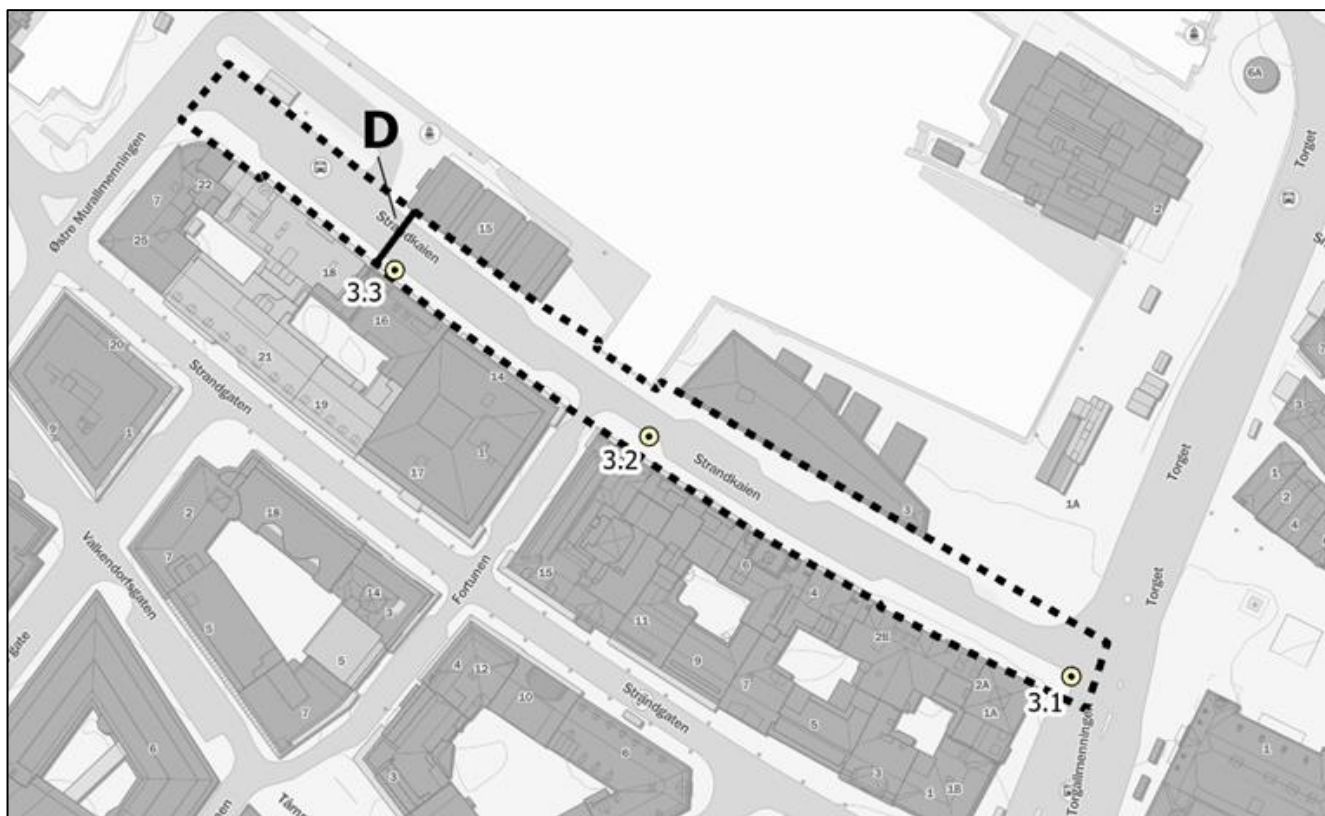 6A
Torget
D
Østre Murallmenningen
22
7
15
2
Strandkaien
28
18
3.3
16
20
14
21
Strandgaten
3
19
1
9
1
17
3.2
Strandkaien
1
2
1A
Torget
4
18
2
3
Valkendorfsgaten
15
6
7
14
Fortunen
4
Torget
3
11
2B
5
9
5
2A
4
12
7
3.1
10
1A
7
Strandgaten
5
6
6
1
3
3
1
1B
Torgallmenningen